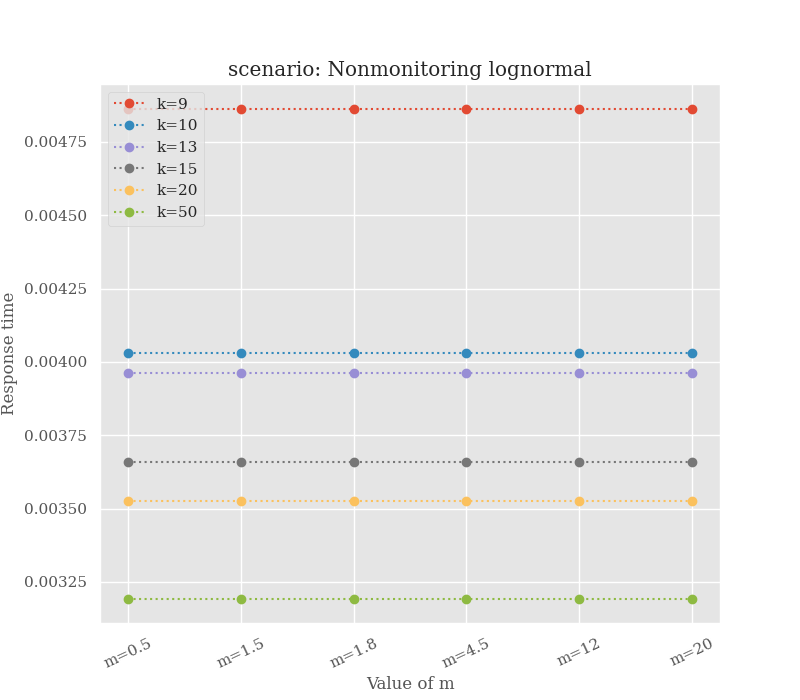 scenario: Nonmonitoring lognormal
k=9
k=10
k=13
k=15
k=20
k=50
0.00475
0.00450
0.00425
0.00400
0.00375
0.00350
0.00325
Response time
m=0.5
m=1.5
m=1.8
m=4.5
m=12
m=20
Value of m